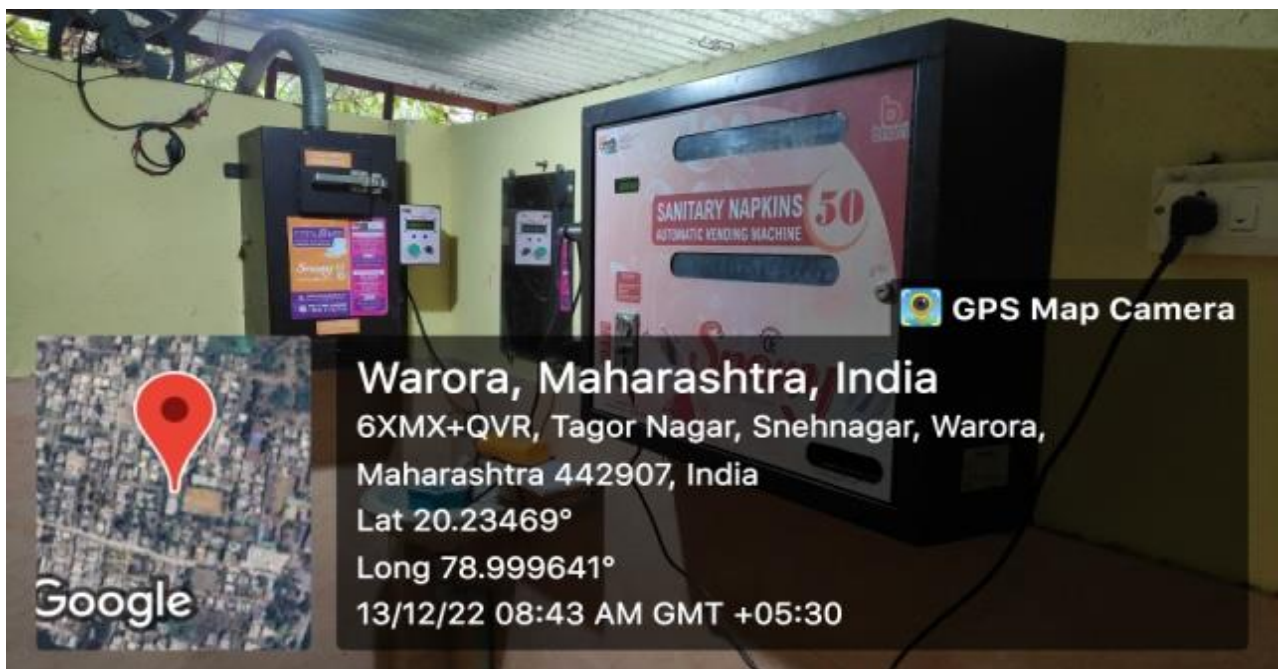 SANITARY NAPKINS 50
AUTOMATIC VENDING MACHINE
GPS Map Camera
Warora, Maharashtra, India
6XMX+QVR, Tagor Nagar, Snehnagar, Warora,
Maharashtra 442907, India
Lat 20.23469°
Long 78.999641°
13/12/22 08:43 AM GMT +05:30
Google